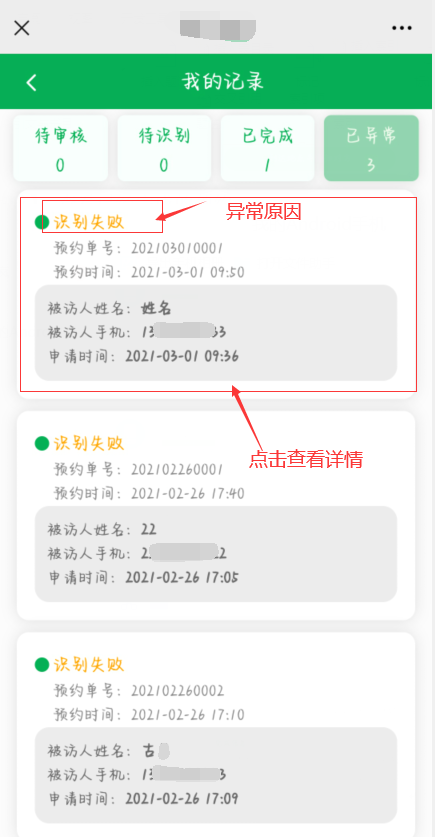 我的记录
待审核 待识别 已完成 已异常
0 0 1 3
识别失败
异常原因
预约单号：202103010001
预约时间：2021-03-01 09:50
被访人姓名：姓名
被访人手机：13 33
申请时间：2021-03-01 09:36
点击查看详情
识别失败
预约单号：202102260001
预约时间：2021-02-26 17:40
被访人姓名：22
被访人手机：2 2
申请时间：2021-02-26 17:05
识别失败
预约单号：202102260002
预约时间：2021-02-26 17:10
被访人姓名：古
被访人手机：13 3
申请时间：2021-02-26 17:09